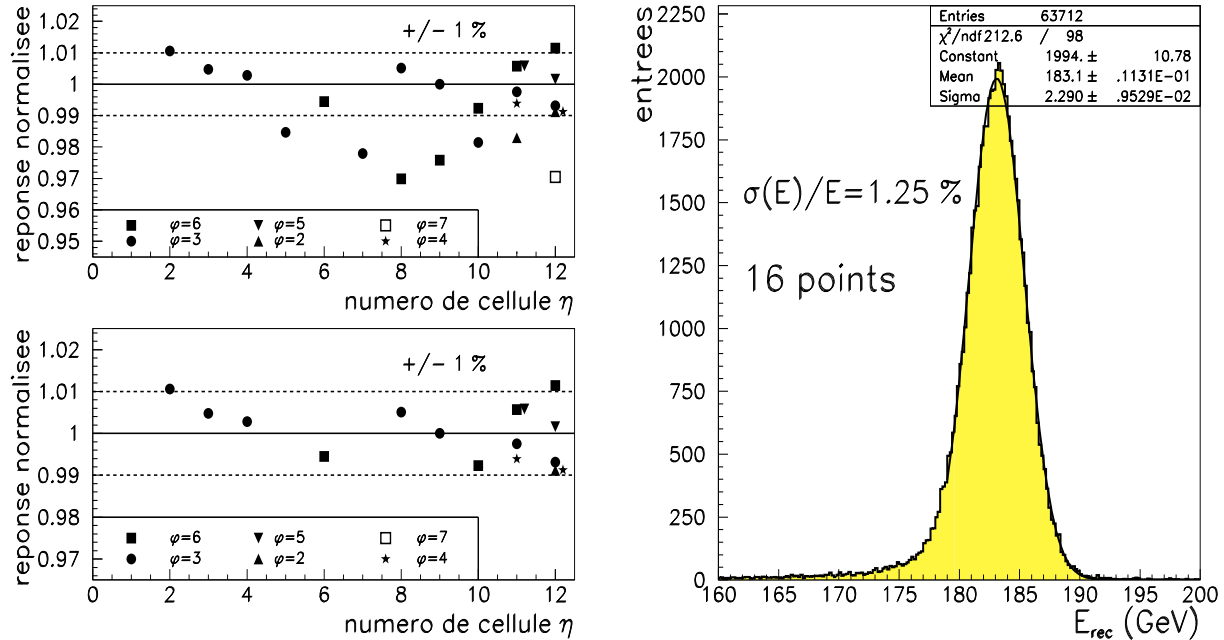 reponse normalisee
1.02
1.01
1
0.99
0.98
0.97
0.96
0.95
+/- 1 %
φ=6 φ=5 φ=7
φ=3 φ=2 φ=4
0 2 4 6 8 10 12
numero de cellule η
reponse normalisee
1.02
1.01
1
0.99
0.98
0.97
+/- 1 %
φ=6 φ=5 φ=7
φ=3 φ=2 φ=4
0 2 4 6 8 10 12
numero de cellule η
entrees
2250
2000
1750
1500
1250
1000
750
500
250
0
Entries 63712
χ²/ndf 212.6 / 98
Constant 1994. ± 10.78
Mean 183.1 ± .1131E-01
Sigma 2.290 ± .9529E-02
σ(E)/E=1.25 %
16 points
160 165 170 175 180 185 190 195 200
E_rec (GeV)